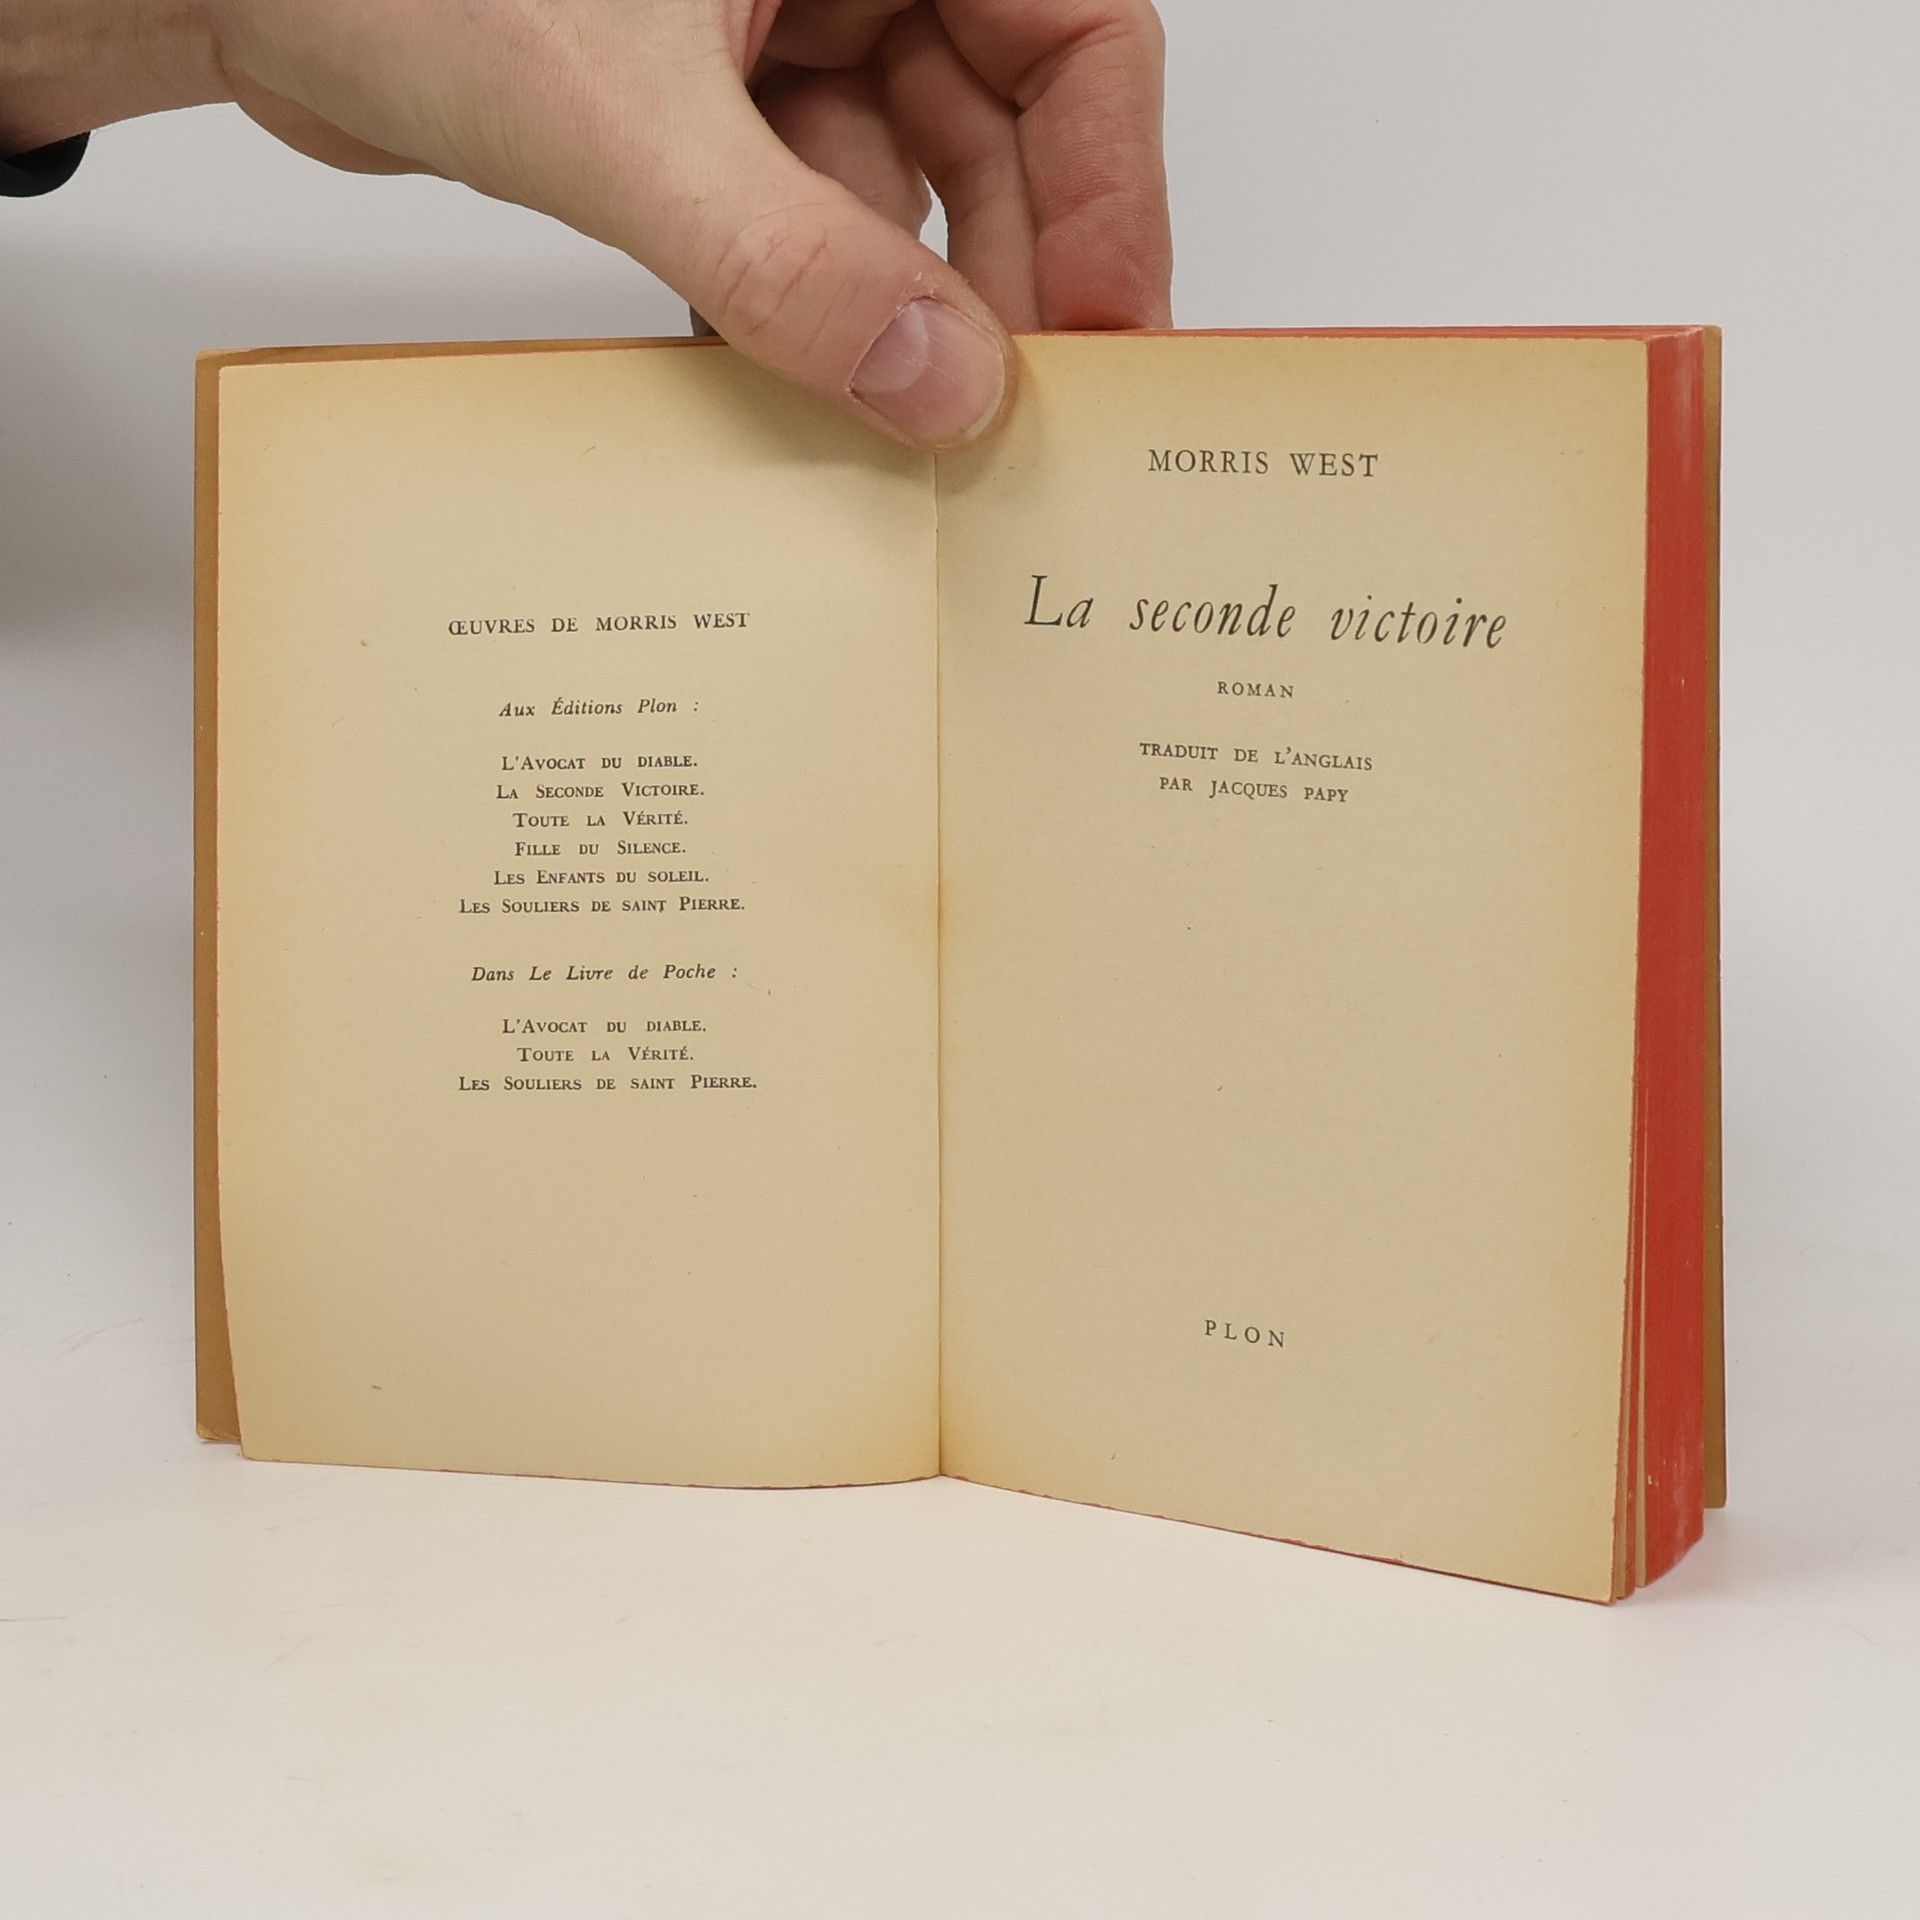 ŒUVRES DE MORRIS WEST
Aux Éditions Plon :
L'Avocat du diable.
La Seconde Victoire.
Toute la Vérité.
Fille du Silence.
Les Enfants du soleil.
Les Souliers de saint Pierre.
Dans Le Livre de Poche :
L'Avocat du diable.
Toute la Vérité.
Les Souliers de saint Pierre.
MORRIS WEST
La seconde victoire
ROMAN
TRADUIT DE L'ANGLAIS
PAR JACQUES PAPY
PLON